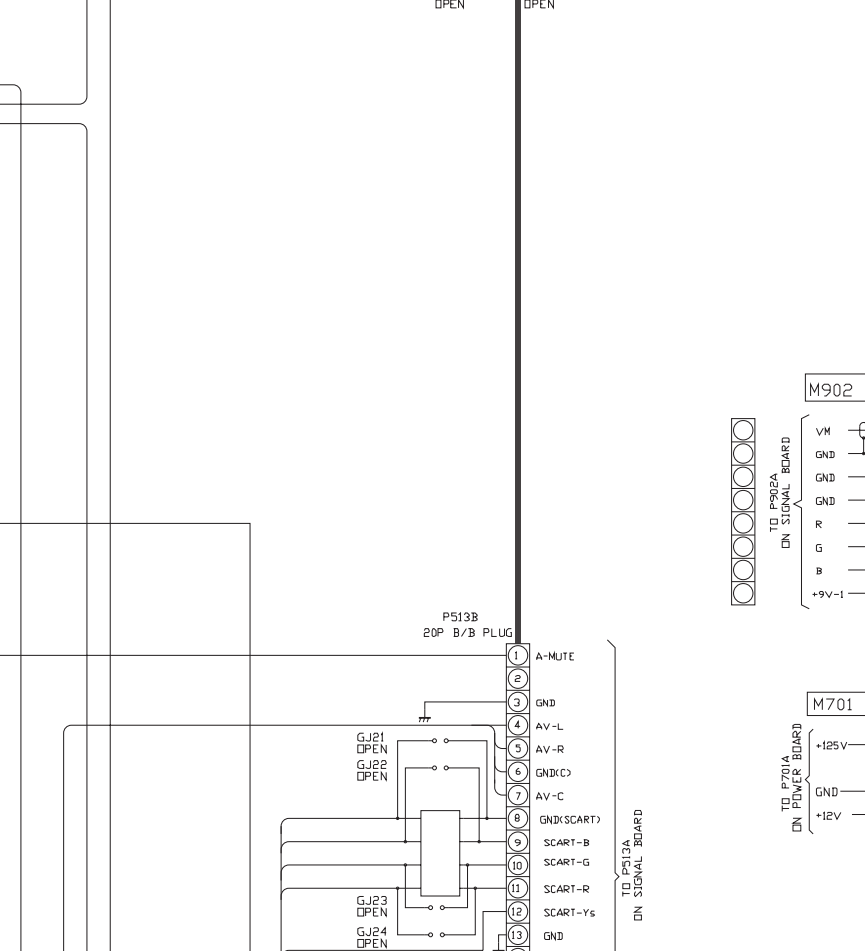 OPEN
OPEN
M902
VM
GND
GND
GND
R
G
B
+9V-1
TO P902A
ON SIGNAL BOARD
P513B
20P B/B PLUG
1 A-MUTE
2
3 GND
4 AV-L
5 AV-R
6 GND(C)
7 AV-C
8 GND(SCART)
9 SCART-B
10 SCART-G
11 SCART-R
12 SCART-Ys
13 GND
GJ21
OPEN
GJ22
OPEN
GJ23
OPEN
GJ24
OPEN
TO P513A
ON SIGNAL BOARD
M701
+125V
GND
+12V
TO P701A
ON POWER BOARD